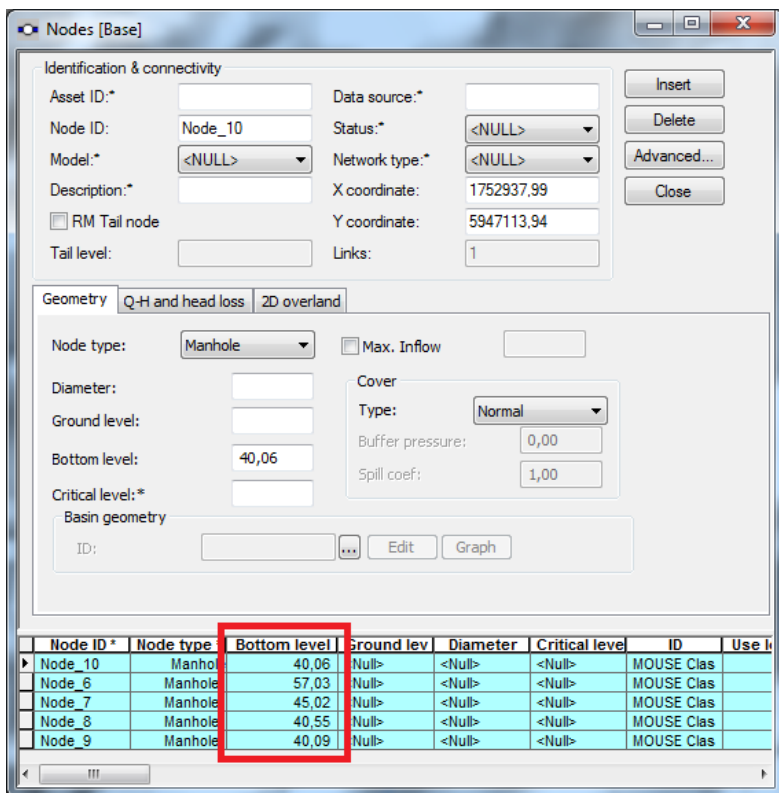 Nodes [Base]
Identification & connectivity
Asset ID:* Data source:* Insert
Node ID: Node_10 Status:* <NULL> Delete
Model:* <NULL> Network type:* <NULL> Advanced...
Description:* X coordinate: 1752937,99 Close
RM Tail node Y coordinate: 5947113,94
Tail level: Links: 1
Geometry Q-H and head loss 2D overland
Node type: Manhole Max. Inflow
Diameter: Cover
Ground level: Type: Normal
Buffer pressure: 0,00
Bottom level: 40,06
Spill coef: 1,00
Critical level:*
Basin geometry
ID: ... Edit Graph
Node ID * Node type * Bottom level Ground lev Diameter Critical level ID Use l
Node_10 Manhole 40,06 <Null> <Null> <Null> MOUSE Clas
Node_6 Manhole 57,03 <Null> <Null> <Null> MOUSE Clas
Node_7 Manhole 45,02 <Null> <Null> <Null> MOUSE Clas
Node_8 Manhole 40,55 <Null> <Null> <Null> MOUSE Clas
Node_9 Manhole 40,09 <Null> <Null> <Null> MOUSE Clas